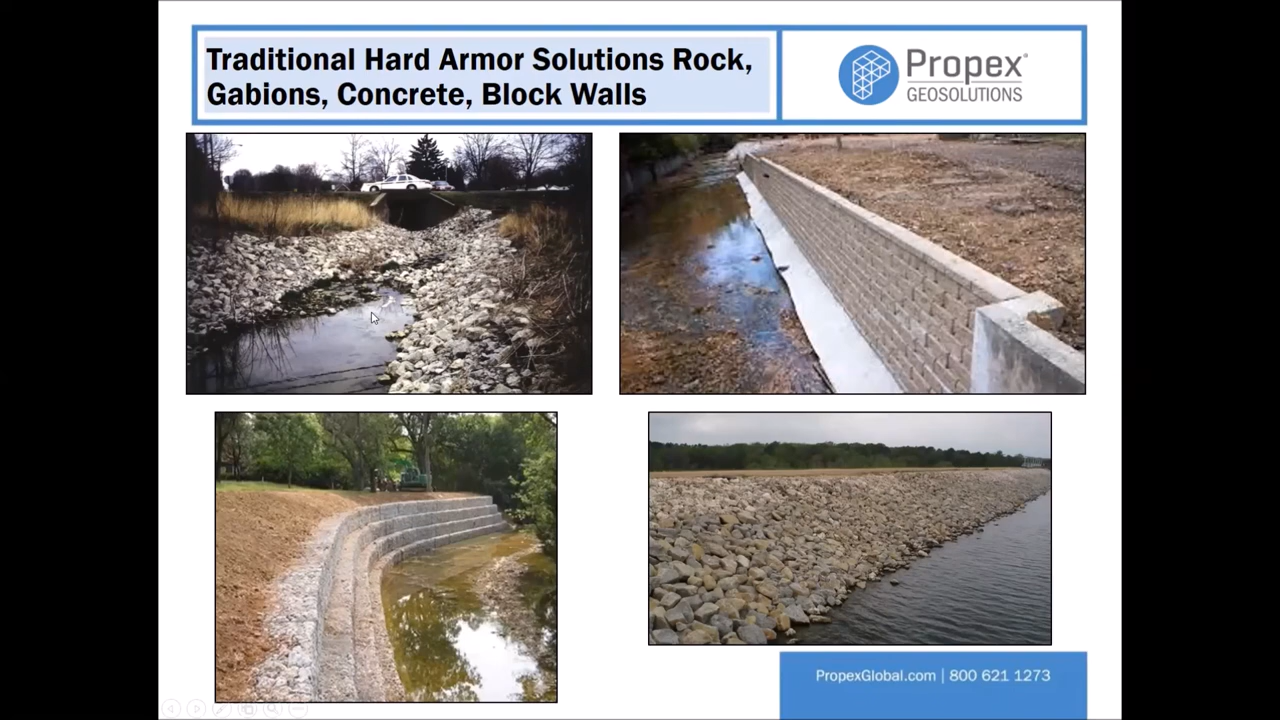 Traditional Hard Armor Solutions Rock,
Gabions, Concrete, Block Walls
Propex®
GEOSOLUTIONS
PropexGlobal.com | 800 621 1273